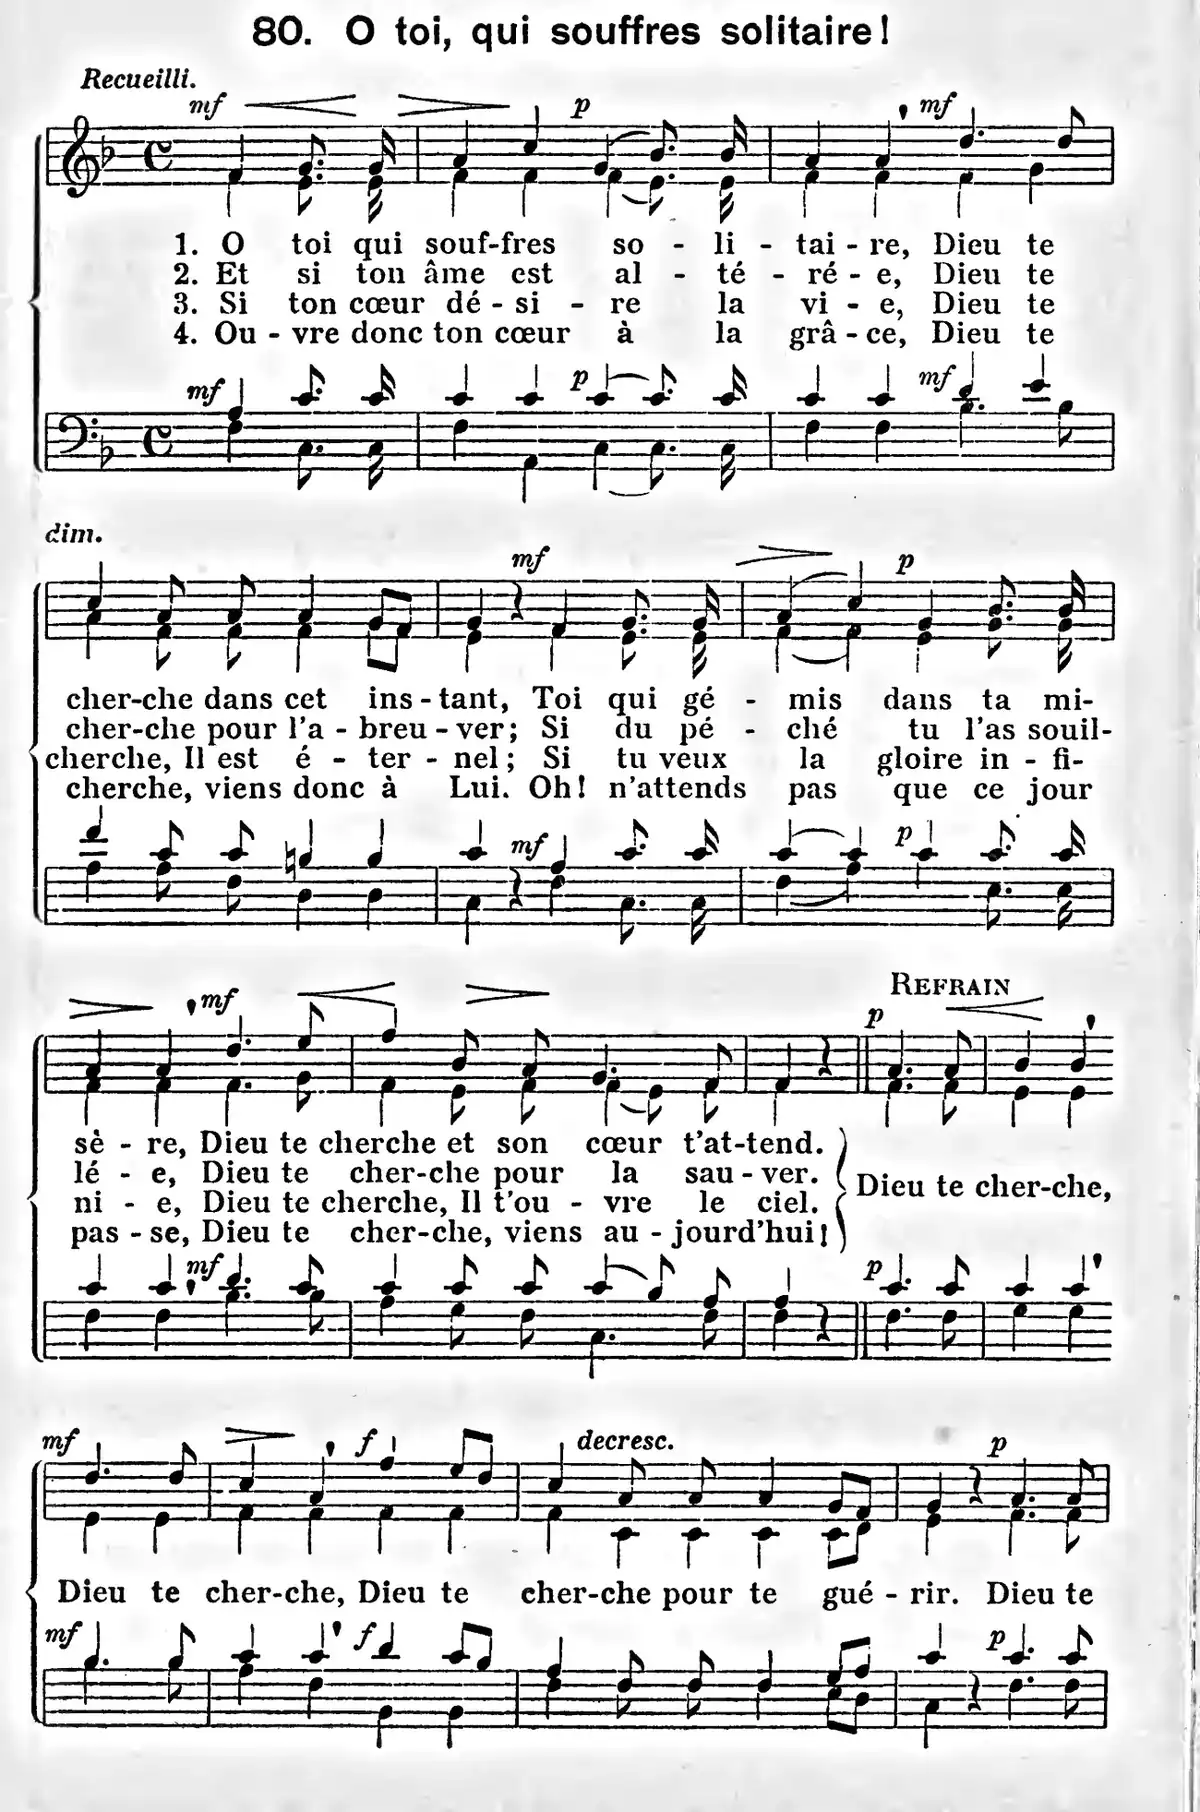 80. O toi, qui souffres solitaire!
Recueilli.
mf p mf
1. O toi qui souf-fres so - li - tai - re, Dieu te
2. Et si ton âme est al - té - ré - e, Dieu te
3. Si ton cœur dé - si - re la vi - e, Dieu te
4. Ou - vre donc ton cœur à la grâ - ce, Dieu te
mf p mf
dim.
mf p
cher-che dans cet ins - tant, Toi qui gé - mis dans ta mi-
cher-che pour l'a - breu - ver; Si du pé - ché tu l'as souil-
cherche, Il est é - ter - nel; Si tu veux la gloire in - fi-
cherche, viens donc à Lui. Oh! n'attends pas que ce jour
mf p
REFRAIN
mf p
sè - re, Dieu te cherche et son cœur t'at-tend.
lé - e, Dieu te cher-che pour la sau - ver.
Dieu te cher-che,
ni - e, Dieu te cherche, Il t'ou - vre le ciel.
pas - se, Dieu te cher-che, viens au - jourd'hui!
mf p
mf f decresc. p
Dieu te cher-che, Dieu te cher-che pour te gué - rir. Dieu te
mf f p